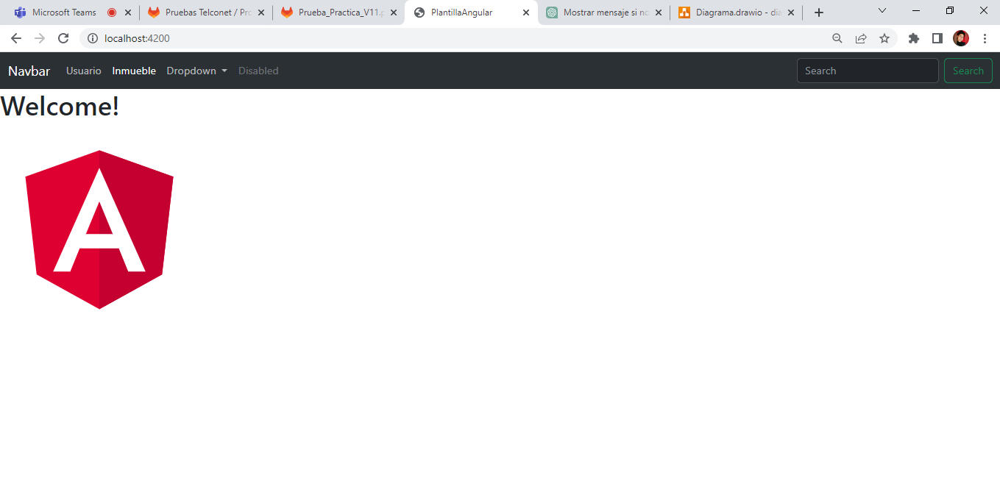 Microsoft Teams
Pruebas Telconet / Pro
Prueba_Practica_V11.p
PlantillaAngular
Mostrar mensaje si no
Diagrama.drawio - dia
localhost:4200
Navbar Usuario Inmueble Dropdown Disabled Search Search
Welcome!
A